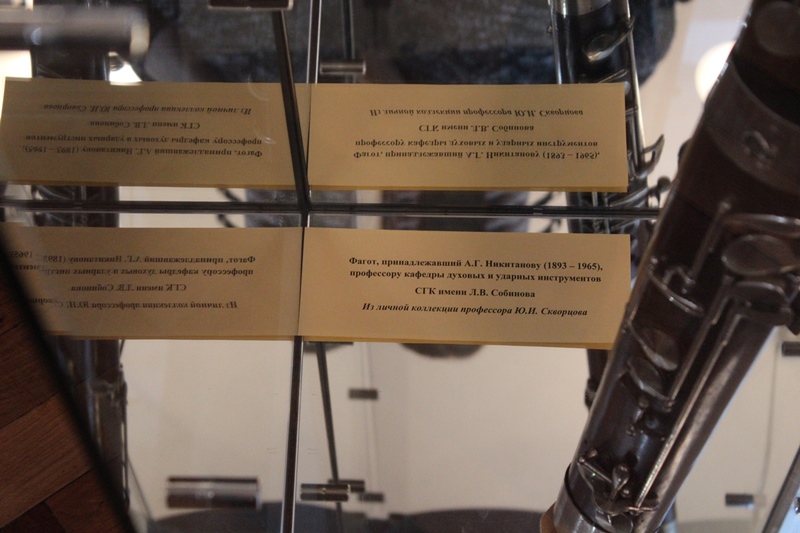 Фагот, принадлежавший А.Г. Никитанову (1893 – 1965),
профессору кафедры духовых и ударных инструментов
СГК имени Л.В. Собинова
Из личной коллекции профессора Ю.И. Скворцова